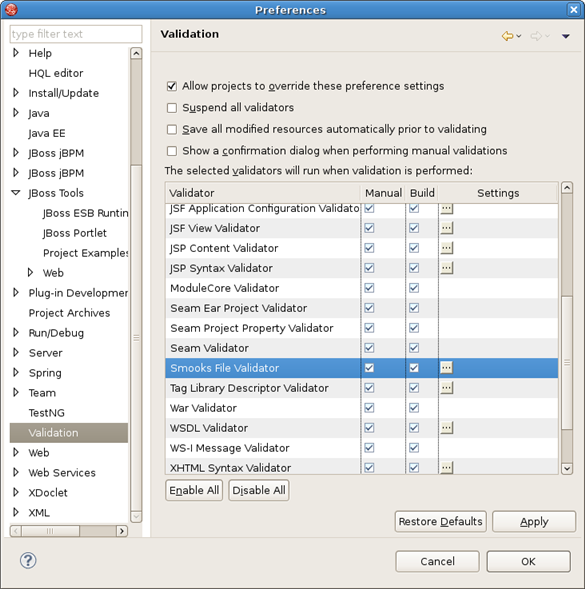 Preferences
type filter text
Help
HQL editor
Install/Update
Java
Java EE
JBoss jBPM
JBoss jBPM
JBoss Tools
JBoss ESB Runtin
JBoss Portlet
Project Examples
Web
Plug-in Developmer
Project Archives
Run/Debug
Server
Spring
Team
TestNG
Validation
Web
Web Services
XDoclet
XML
Validation
Allow projects to override these preference settings
Suspend all validators
Save all modified resources automatically prior to validating
Show a confirmation dialog when performing manual validations
The selected validators will run when validation is performed:
Validator Manual Build Settings
JSF Application Configuration Validato
JSF View Validator ...
JSP Content Validator ...
JSP Syntax Validator ...
ModuleCore Validator
Seam Ear Project Validator
Seam Project Property Validator
Seam Validator
Smooks File Validator ...
Tag Library Descriptor Validator ...
War Validator
WSDL Validator ...
WS-I Message Validator
XHTML Syntax Validator ...
Enable All Disable All
Restore Defaults Apply
Cancel OK